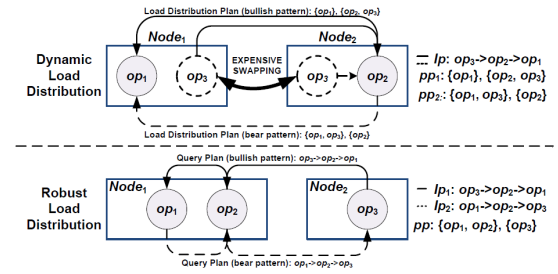 Load Distribution Plan (bullish pattern): {op1}, {op2, op3}
Node1
Node2
Dynamic
Load
Distribution
op1
op3
EXPENSIVE
SWAPPING
op3
op2
lp: op3->op2->op1
pp1: {op1}, {op2, op3}
pp2: {op1, op3}, {op2}
Load Distribution Plan (bear pattern): {op1, op3}, {op2}
Query Plan (bullish pattern): op3->op2->op1
Node1
Node2
Robust
Load
Distribution
op1
op2
op3
lp1: op3->op2->op1
lp2: op1->op2->op3
pp: {op1, op2}, {op3}
Query Plan (bear pattern): op1->op2->op3